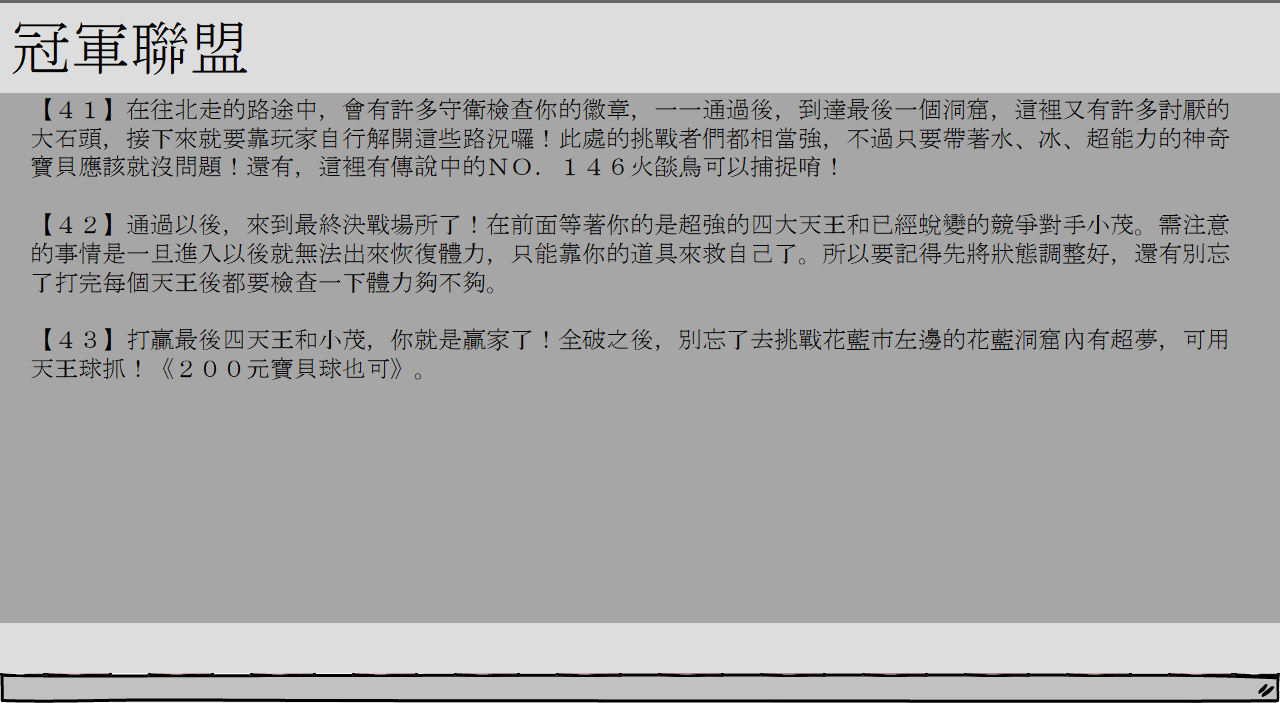 冠軍聯盟
【４１】在往北走的路途中，會有許多守衛檢查你的徽章，一一通過後，到達最後一個洞窟，這裡又有許多討厭的
大石頭，接下來就要靠玩家自行解開這些路況囉！此處的挑戰者們都相當強，不過只要帶著水、冰、超能力的神奇
寶貝應該就沒問題！還有，這裡有傳說中的ＮＯ．１４６火燄鳥可以捕捉唷！
【４２】通過以後，來到最終決戰場所了！在前面等著你的是超強的四大天王和已經蛻變的競爭對手小茂。需注意
的事情是一旦進入以後就無法出來恢復體力，只能靠你的道具來救自己了。所以要記得先將狀態調整好，還有別忘
了打完每個天王後都要檢查一下體力夠不夠。
【４３】打贏最後四天王和小茂，你就是贏家了！全破之後，別忘了去挑戰花藍市左邊的花藍洞窟內有超夢，可用
天王球抓！《２００元寶貝球也可》。